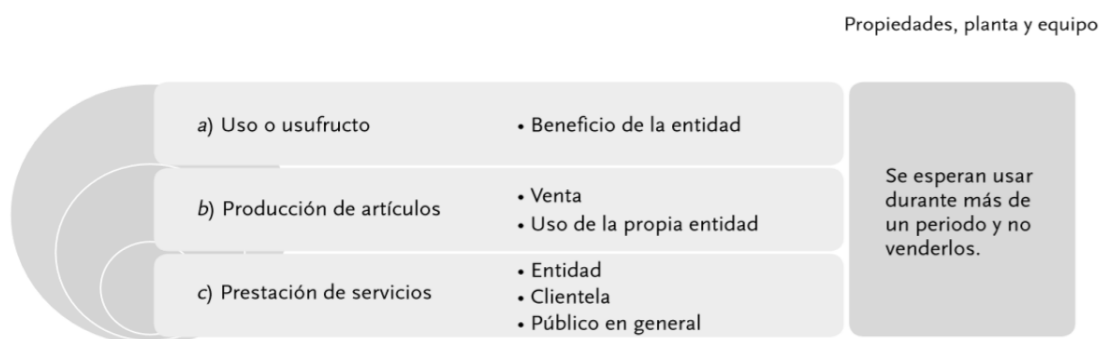 Propiedades, planta y equipo
a) Uso o usufructo
• Beneficio de la entidad
b) Producción de artículos
• Venta
• Uso de la propia entidad
c) Prestación de servicios
• Entidad
• Clientela
• Público en general
Se esperan usar
durante más de
un periodo y no
venderlos.